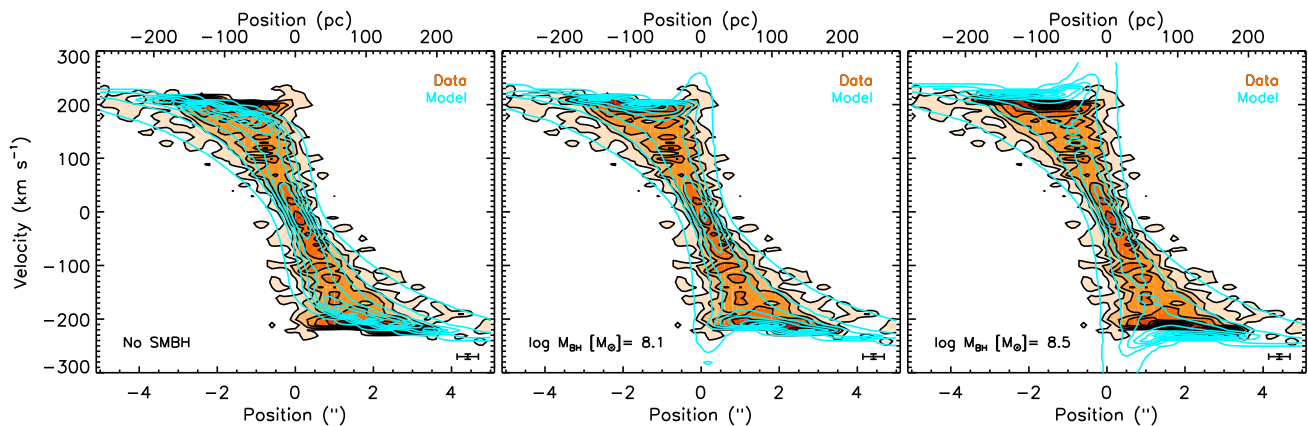 Position (pc)
Position (pc)
Position (pc)
−200 −100 0 100 200
−200 −100 0 100 200
−200 −100 0 100 200
300
200
100
0
−100
−200
−300
Velocity (km s⁻¹)
Data
Model
No SMBH
Data
Model
log M_BH [M_⊙]= 8.1
Data
Model
log M_BH [M_⊙]= 8.5
−4 −2 0 2 4
−4 −2 0 2 4
−4 −2 0 2 4
Position (")
Position (")
Position (")